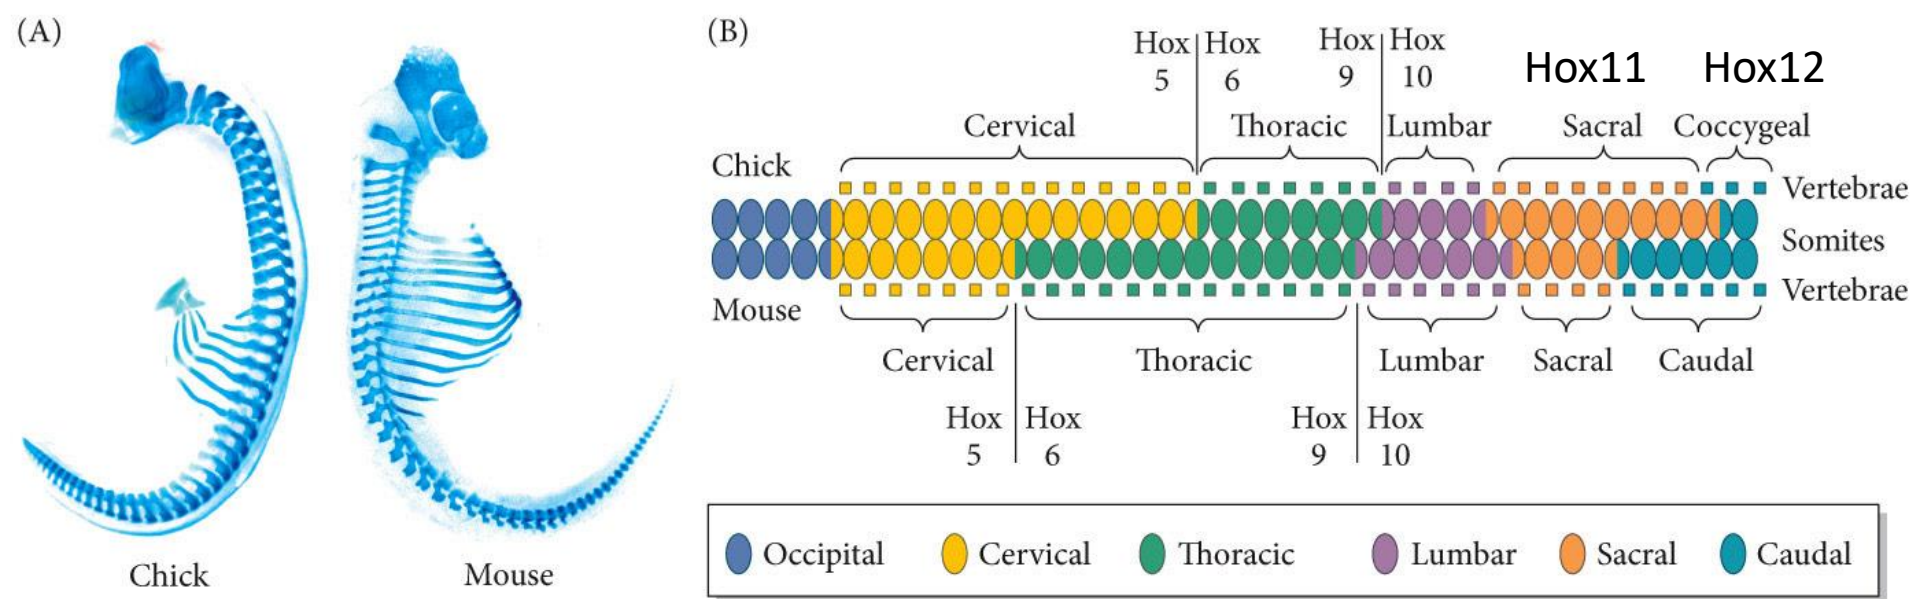 (A)
Chick
Mouse
(B)
Hox Hox Hox Hox Hox11 Hox12
5 6 9 10
Cervical Thoracic Lumbar Sacral Coccygeal
Chick
Vertebrae
Somites
Vertebrae
Mouse
Cervical Thoracic Lumbar Sacral Caudal
Hox Hox Hox Hox
5 6 9 10
Occipital Cervical Thoracic Lumbar Sacral Caudal